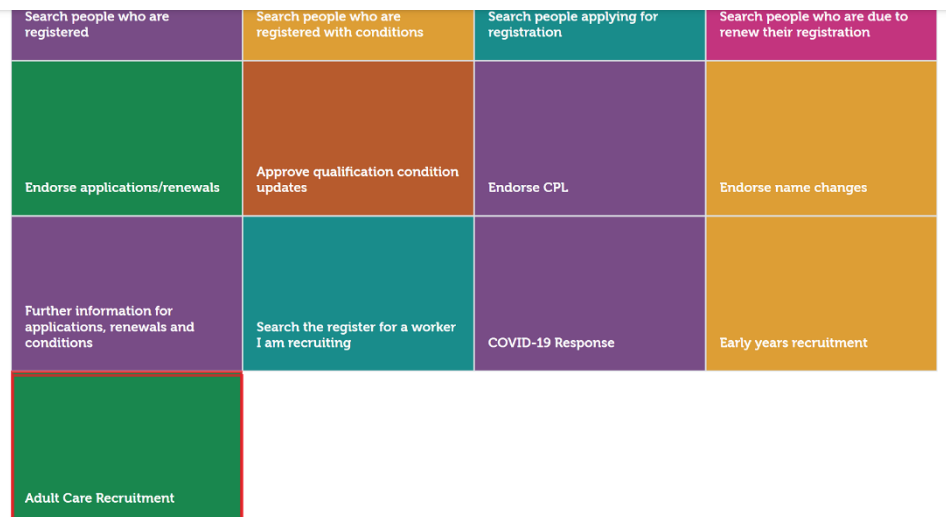 Search people who are
registered
Search people who are
registered with conditions
Search people applying for
registration
Search people who are due to
renew their registration
Endorse applications/renewals
Approve qualification condition
updates
Endorse CPL
Endorse name changes
Further information for
applications, renewals and
conditions
Search the register for a worker
I am recruiting
COVID-19 Response
Early years recruitment
Adult Care Recruitment